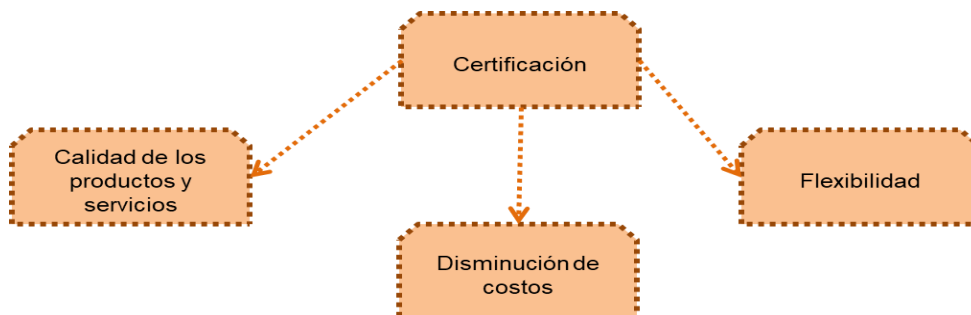 Certificación
Calidad de los
productos y
servicios
Flexibilidad
Disminución de
costos